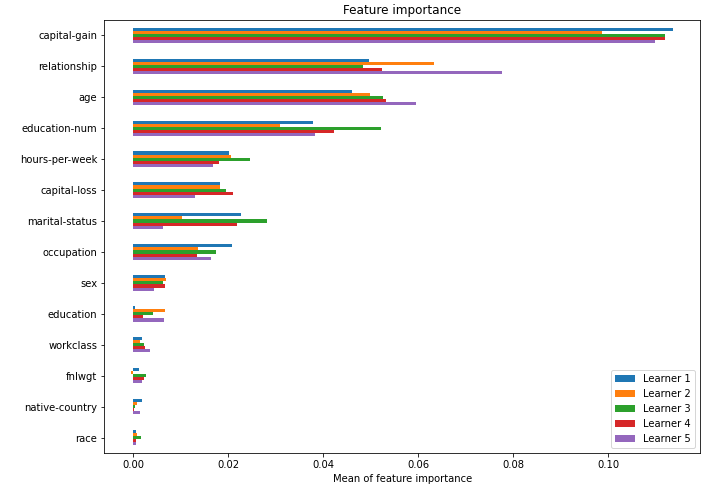 Feature importance
capital-gain
relationship
age
education-num
hours-per-week
capital-loss
marital-status
occupation
sex
education
workclass
fnlwgt
native-country
race
Learner 1
Learner 2
Learner 3
Learner 4
Learner 5
0.00 0.02 0.04 0.06 0.08 0.10
Mean of feature importance